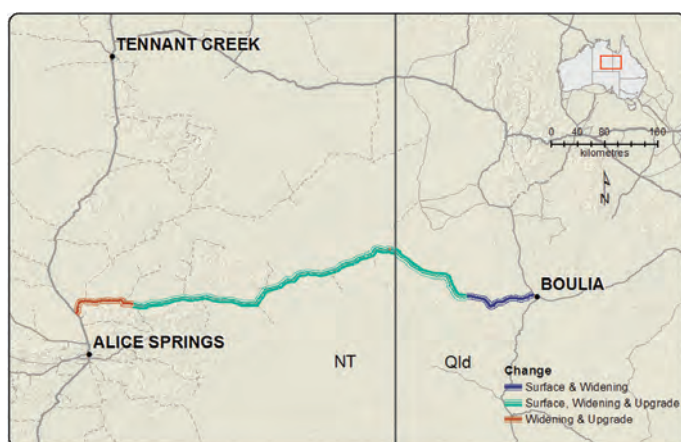 TENNANT CREEK
0 40 80 160
kilometres
N
BOULIA
ALICE SPRINGS
NT
Qld
Change
Surface & Widening
Surface, Widening & Upgrade
Widening & Upgrade